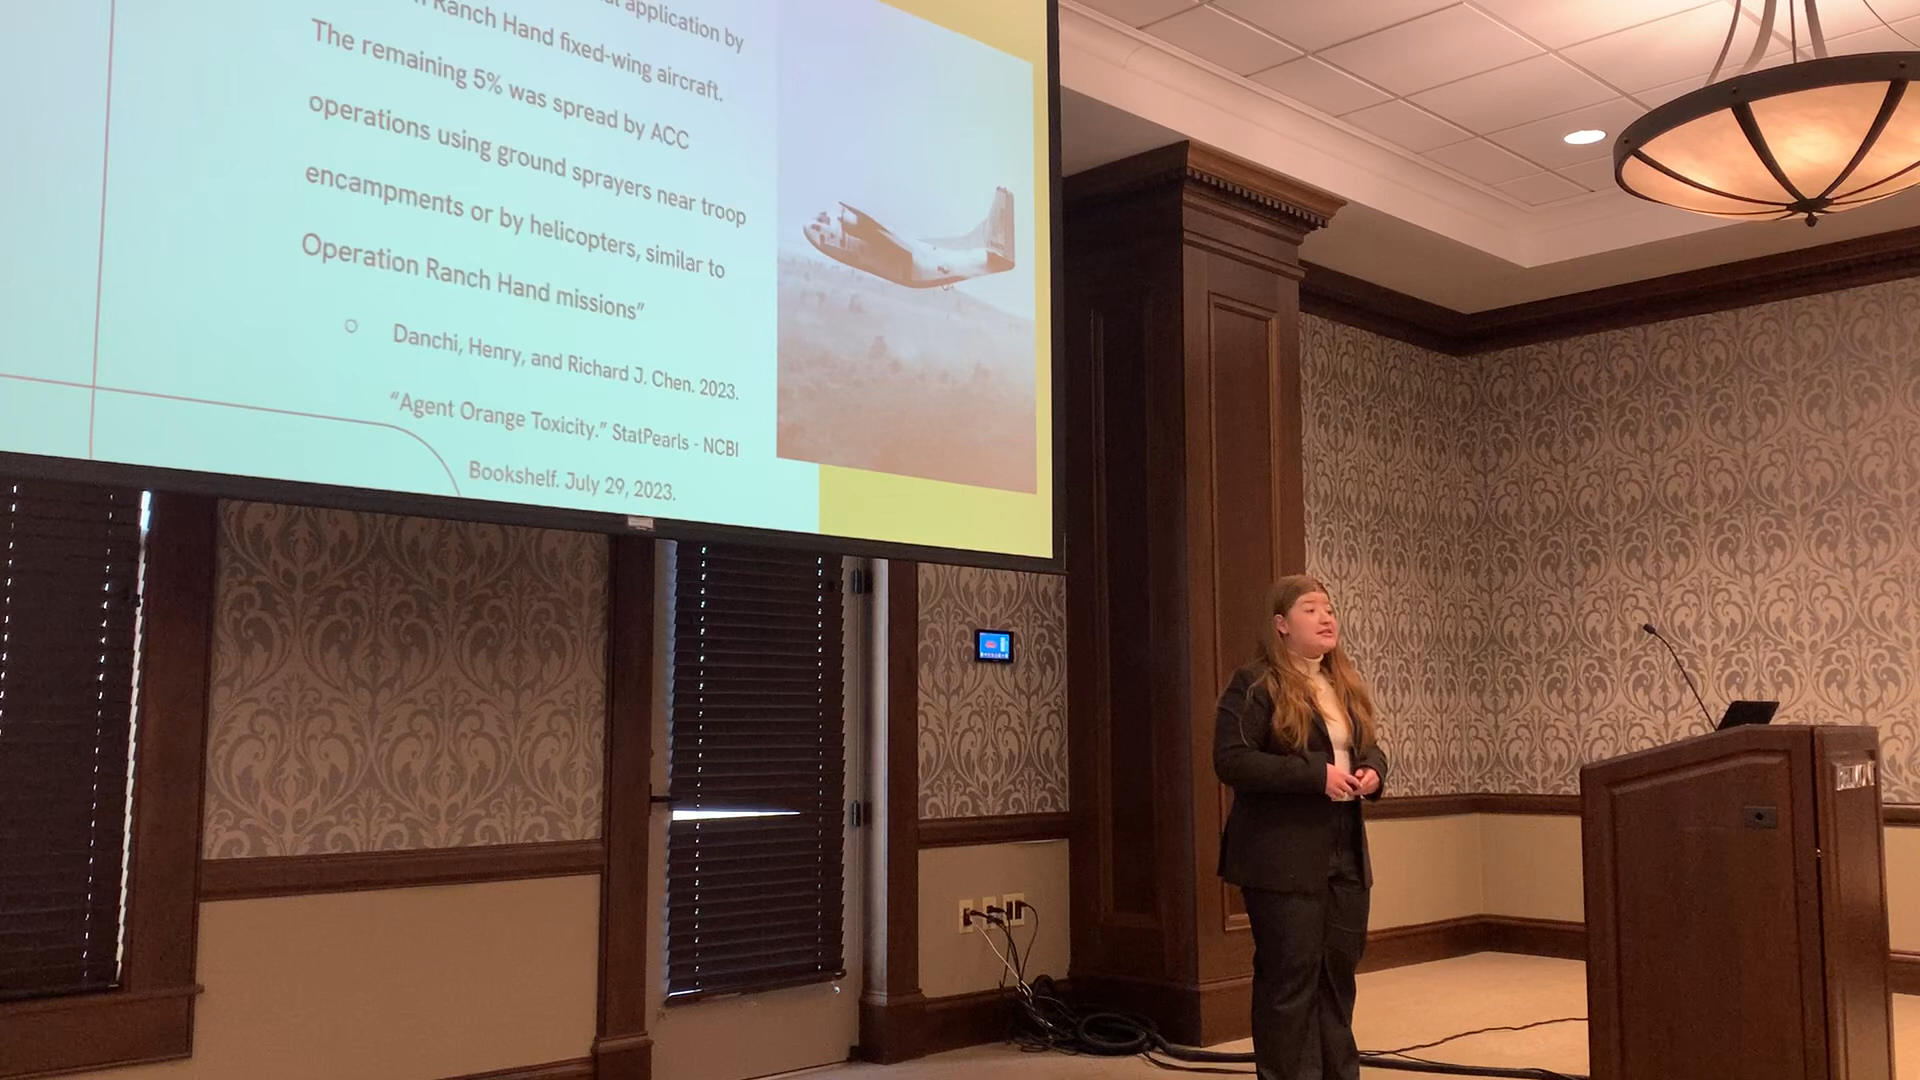 application by
Ranch Hand fixed-wing aircraft.
The remaining 5% was spread by ACC
operations using ground sprayers near troop
encampments or by helicopters, similar to
Operation Ranch Hand missions”
Danchi, Henry, and Richard J. Chen. 2023.
“Agent Orange Toxicity.” StatPearls - NCBI
Bookshelf. July 29, 2023.